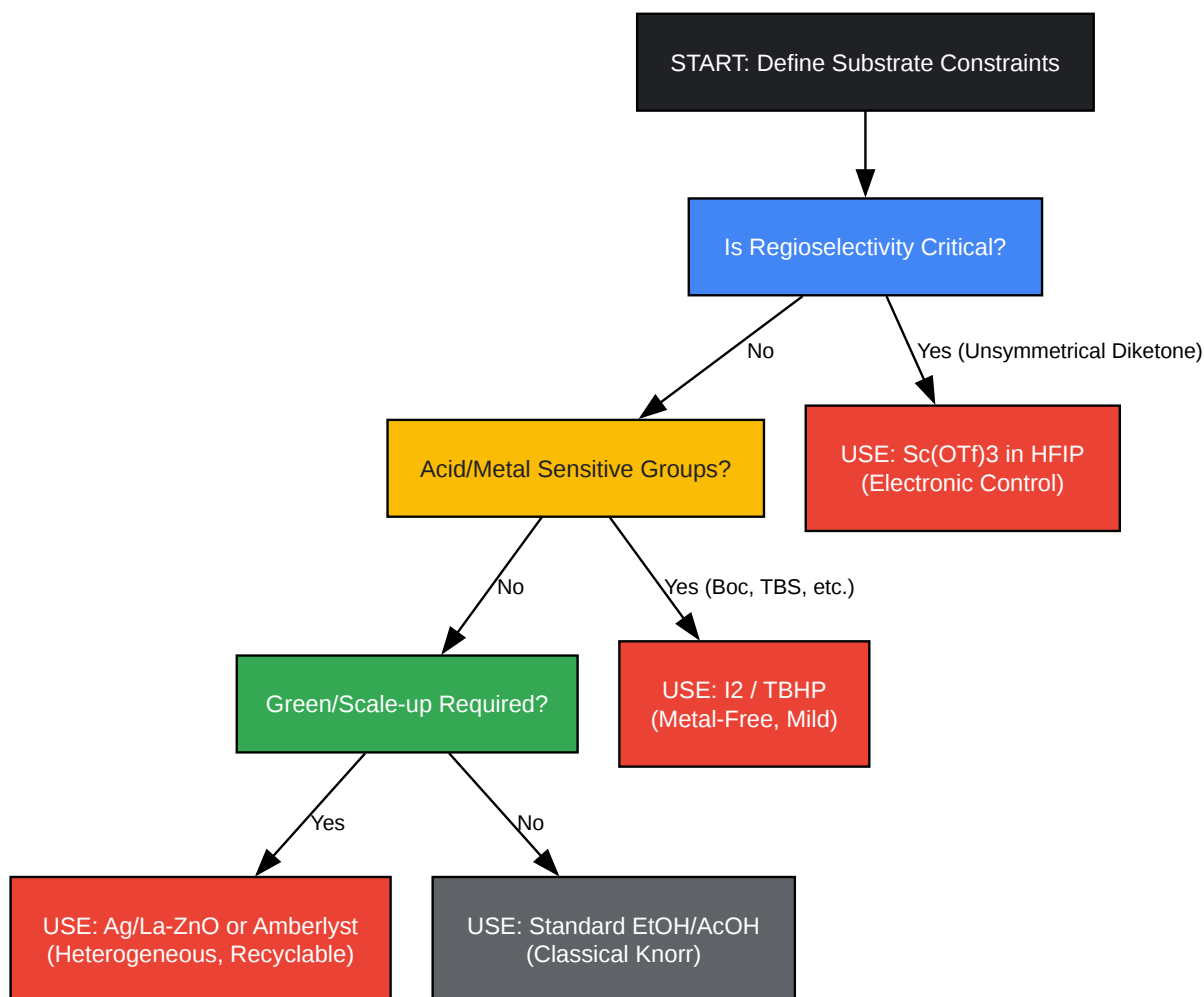 START: Define Substrate Constraints
Is Regioselectivity Critical?
No
Yes (Unsymmetrical Diketone)
Acid/Metal Sensitive Groups?
USE: Sc(OTf)3 in HFIP
(Electronic Control)
No
Yes (Boc, TBS, etc.)
Green/Scale-up Required?
USE: I2 / TBHP
(Metal-Free, Mild)
Yes
No
USE: Ag/La-ZnO or Amberlyst
(Heterogeneous, Recyclable)
USE: Standard EtOH/AcOH
(Classical Knorr)